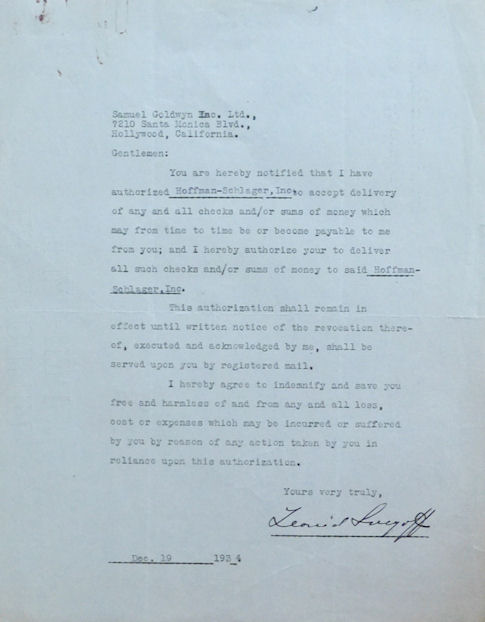 Samuel Goldwyn Inc. Ltd.,
7210 Santa Monica Blvd.,
Hollywood, California.
Gentlemen:
You are hereby notified that I have
authorized Hoffman-Schlager,Inc.to accept delivery
of any and all checks and/or sums of money which
may from time to time be or become payable to me
from you; and I hereby authorize your to deliver
all such checks and/or sums of money to said Hoffman-
Schlager,Inc.
This authorization shall remain in
effect until written notice of the revocation there-
of, executed and acknowledged by me, shall be
served upon you by registered mail.
I hereby agree to indemnify and save you
free and harmless of and from any and all loss,
cost or expenses which may be incurred or suffered
by you by reason of any action taken by you in
reliance upon this authorization.
Yours very truly,
Leonid
Dec. 19 1934